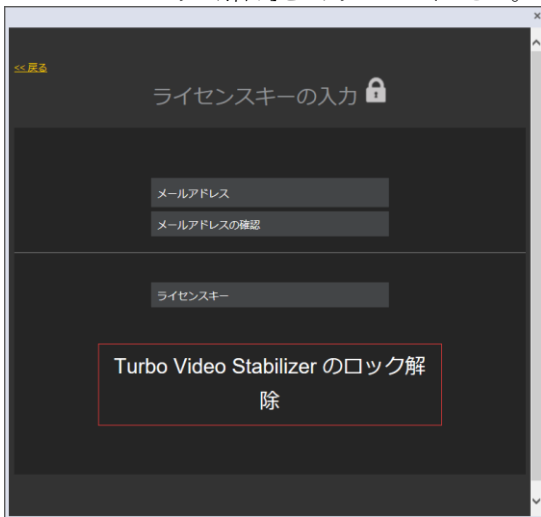 << 戻る
ライセンスキーの入力
メールアドレス
メールアドレスの確認
ライセンスキー
Turbo Video Stabilizer のロック解
除